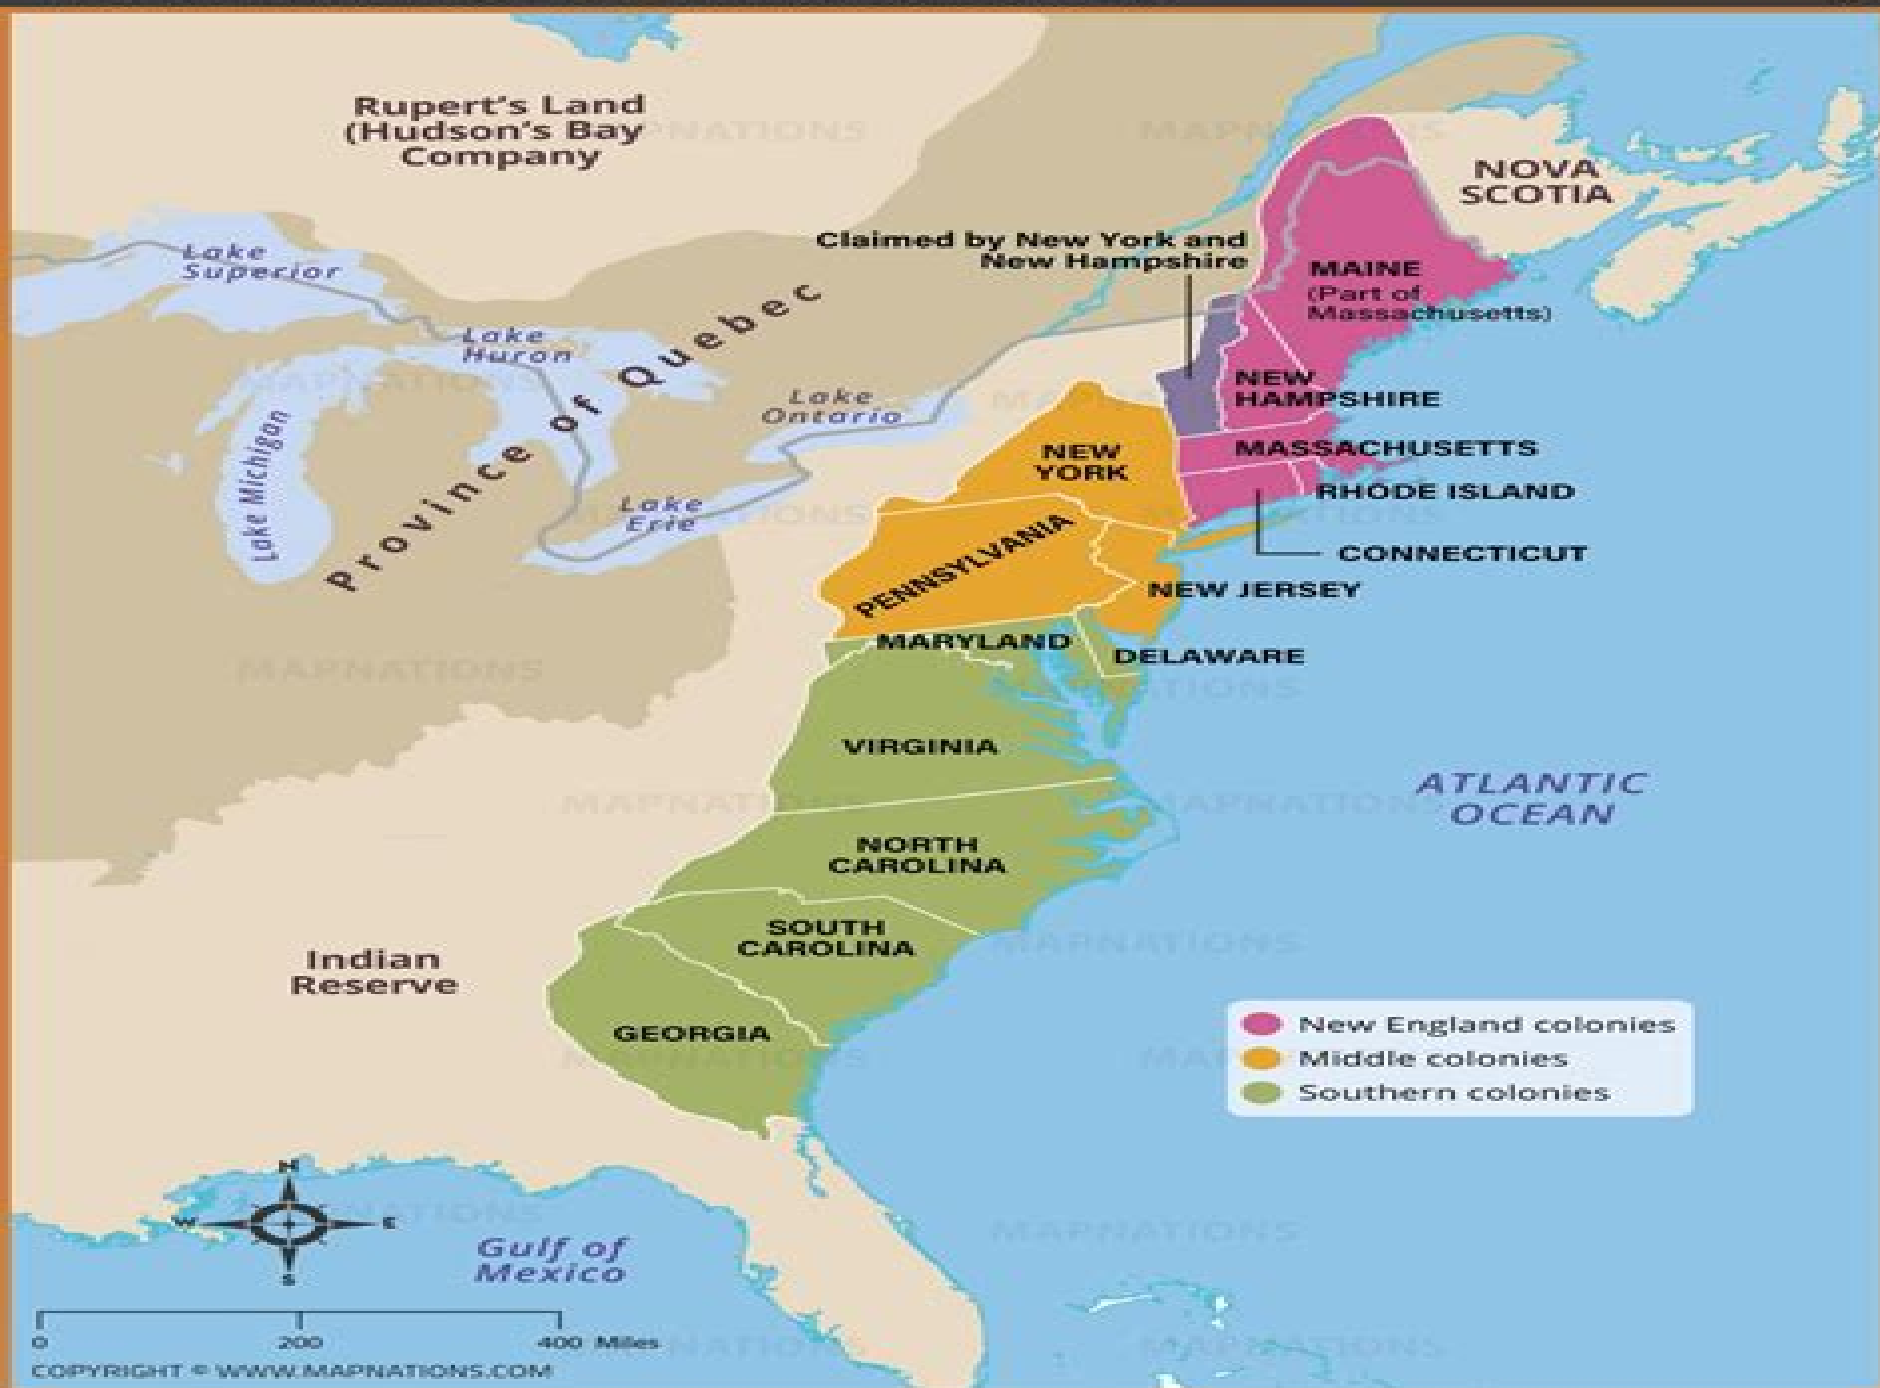 Rupert's Land
(Hudson's Bay
Company
NOVA
SCOTIA
Claimed by New York and
New Hampshire
Lake
Superior
MAINE
(Part of
Massachusetts)
Lake
Huron
Province of Quebec
Lake
Ontario
NEW
HAMPSHIRE
Lake Michigan
NEW
YORK
MASSACHUSETTS
Lake
Erie
RHODE ISLAND
PENNSYLVANIA
CONNECTICUT
NEW JERSEY
MARYLAND
DELAWARE
VIRGINIA
ATLANTIC
OCEAN
NORTH
CAROLINA
SOUTH
CAROLINA
Indian
Reserve
GEORGIA
New England colonies
Middle colonies
Southern colonies
N
W E
S
Gulf of
Mexico
0 200 400 Miles
COPYRIGHT © WWW.MAPNATIONS.COM
MAPNATIONS